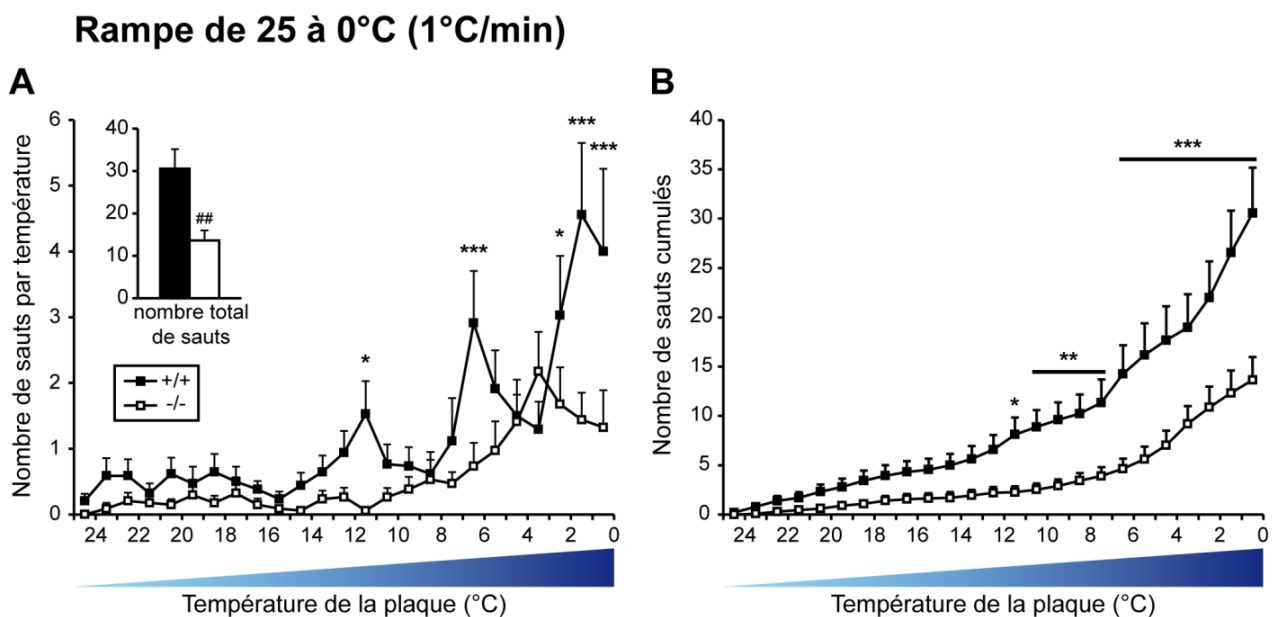 Rampe de 25 à 0°C (1°C/min)
A
Nombre de sauts par température
6
5
4
3
2
1
0
40
30
20
10
0
##
nombre total
de sauts
+/+
-/-
*
***
*
***
***
24 22 20 18 16 14 12 10 8 6 4 2 0
Température de la plaque (°C)
B
Nombre de sauts cumulés
40
35
30
25
20
15
10
5
0
*
**
***
24 22 20 18 16 14 12 10 8 6 4 2 0
Température de la plaque (°C)